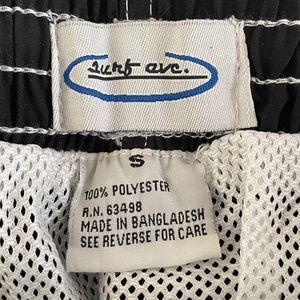 surf ave.
S
100% POLYESTER
R.N. 63498
MADE IN BANGLADESH
SEE REVERSE FOR CARE